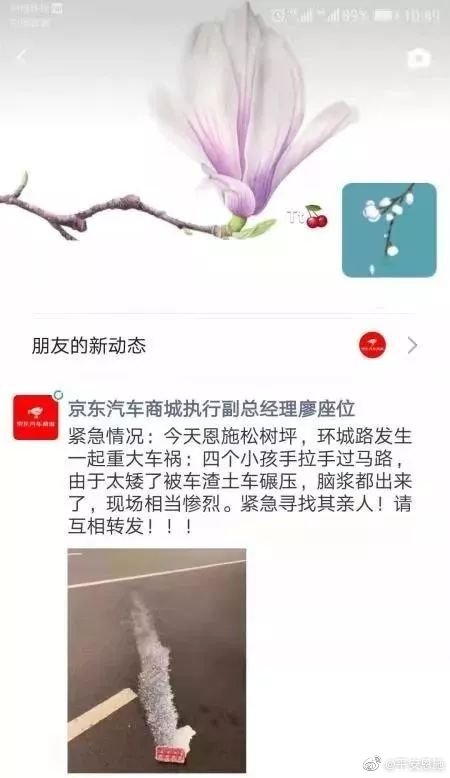 89% 10:49
Tt🍒
朋友的新动态
京东汽车商城执行副总经理廖座位
紧急情况：今天恩施松树坪，环城路发生
一起重大车祸：四个小孩手拉手过马路，
由于太矮了被车渣土车碾压，脑浆都出来
了，现场相当惨烈。紧急寻找其亲人！请
互相转发！！！
@平安恩施